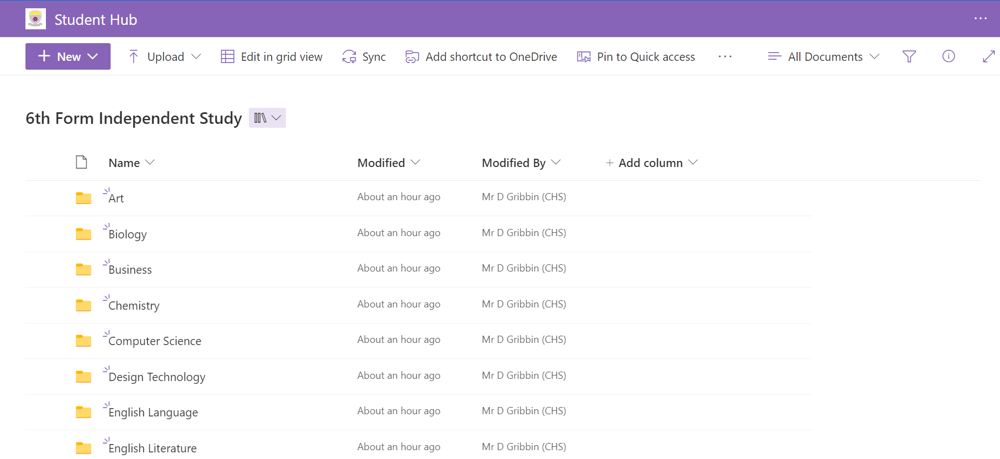 Student Hub
New Upload Edit in grid view Sync Add shortcut to OneDrive Pin to Quick access ··· All Documents
6th Form Independent Study
Name Modified Modified By + Add column
Art About an hour ago Mr D Gribbin (CHS)
Biology About an hour ago Mr D Gribbin (CHS)
Business About an hour ago Mr D Gribbin (CHS)
Chemistry About an hour ago Mr D Gribbin (CHS)
Computer Science About an hour ago Mr D Gribbin (CHS)
Design Technology About an hour ago Mr D Gribbin (CHS)
English Language About an hour ago Mr D Gribbin (CHS)
English Literature About an hour ago Mr D Gribbin (CHS)